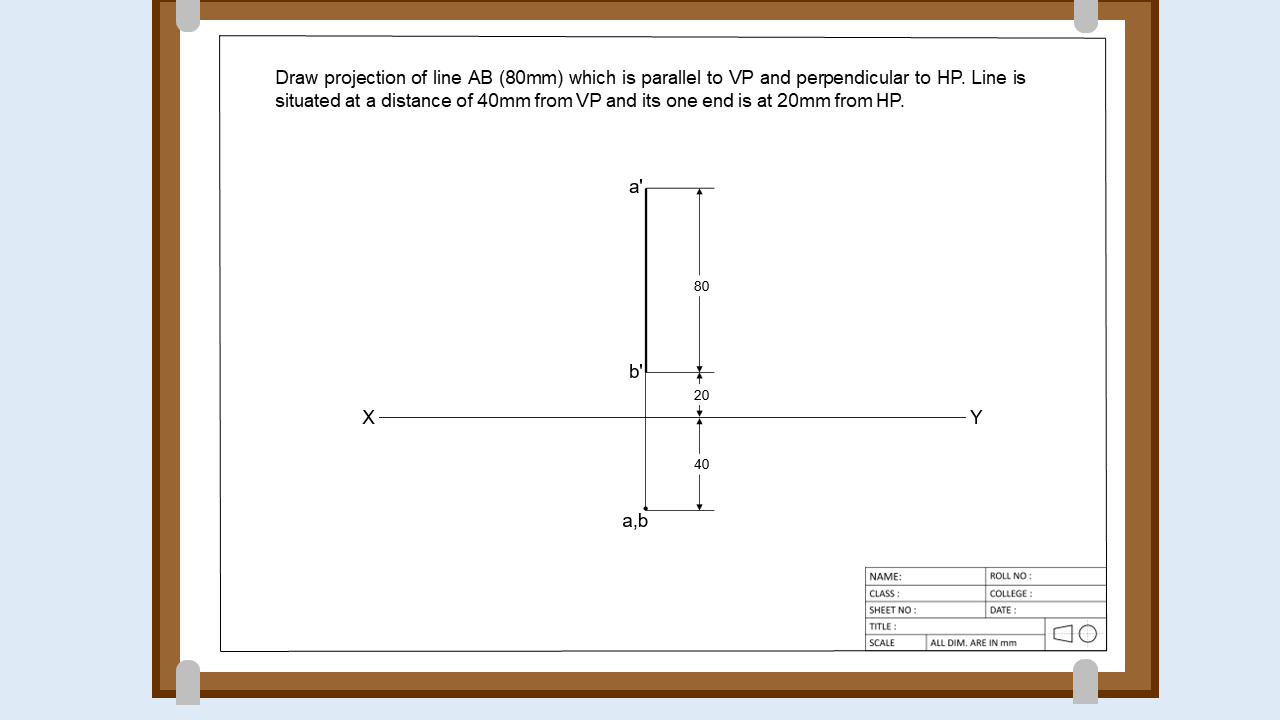 Draw projection of line AB (80mm) which is parallel to VP and perpendicular to HP. Line is
situated at a distance of 40mm from VP and its one end is at 20mm from HP.
a'
80
b'
20
X
Y
40
a,b
NAME:
ROLL NO :
CLASS :
COLLEGE :
SHEET NO :
DATE :
TITLE :
SCALE
ALL DIM. ARE IN mm